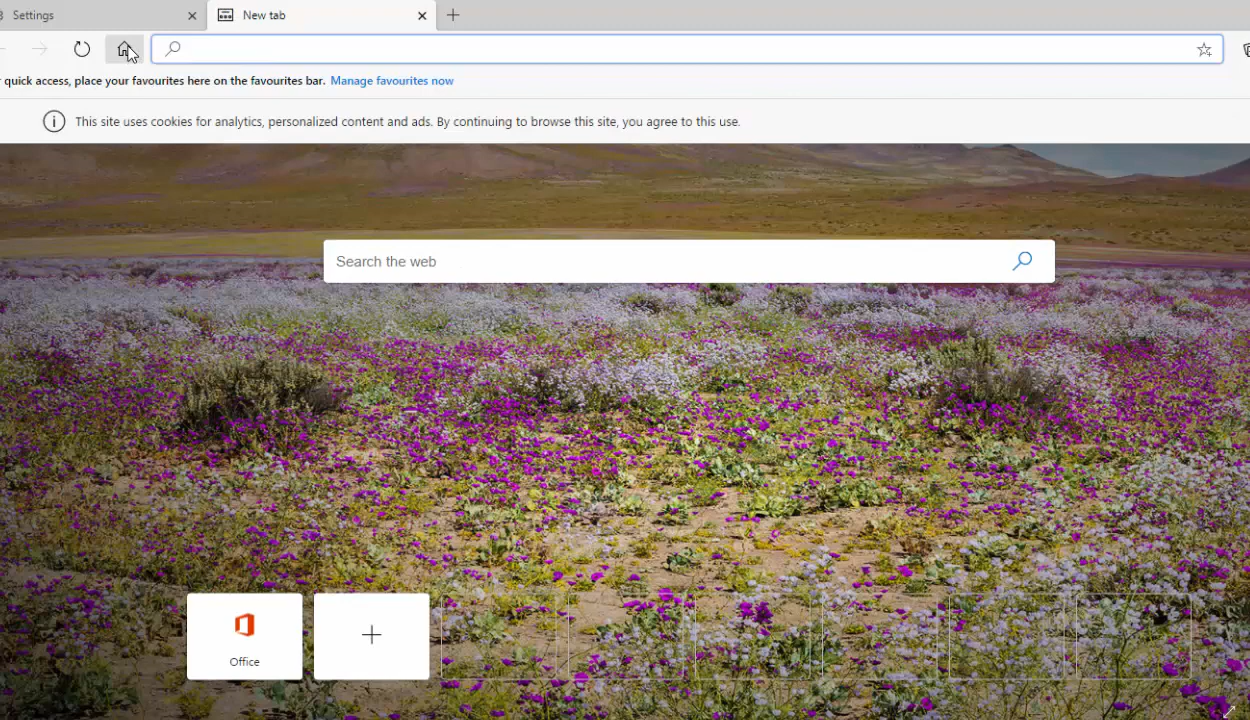 Settings
New tab
quick access, place your favourites here on the favourites bar. Manage favourites now
This site uses cookies for analytics, personalized content and ads. By continuing to browse this site, you agree to this use.
Search the web
Office